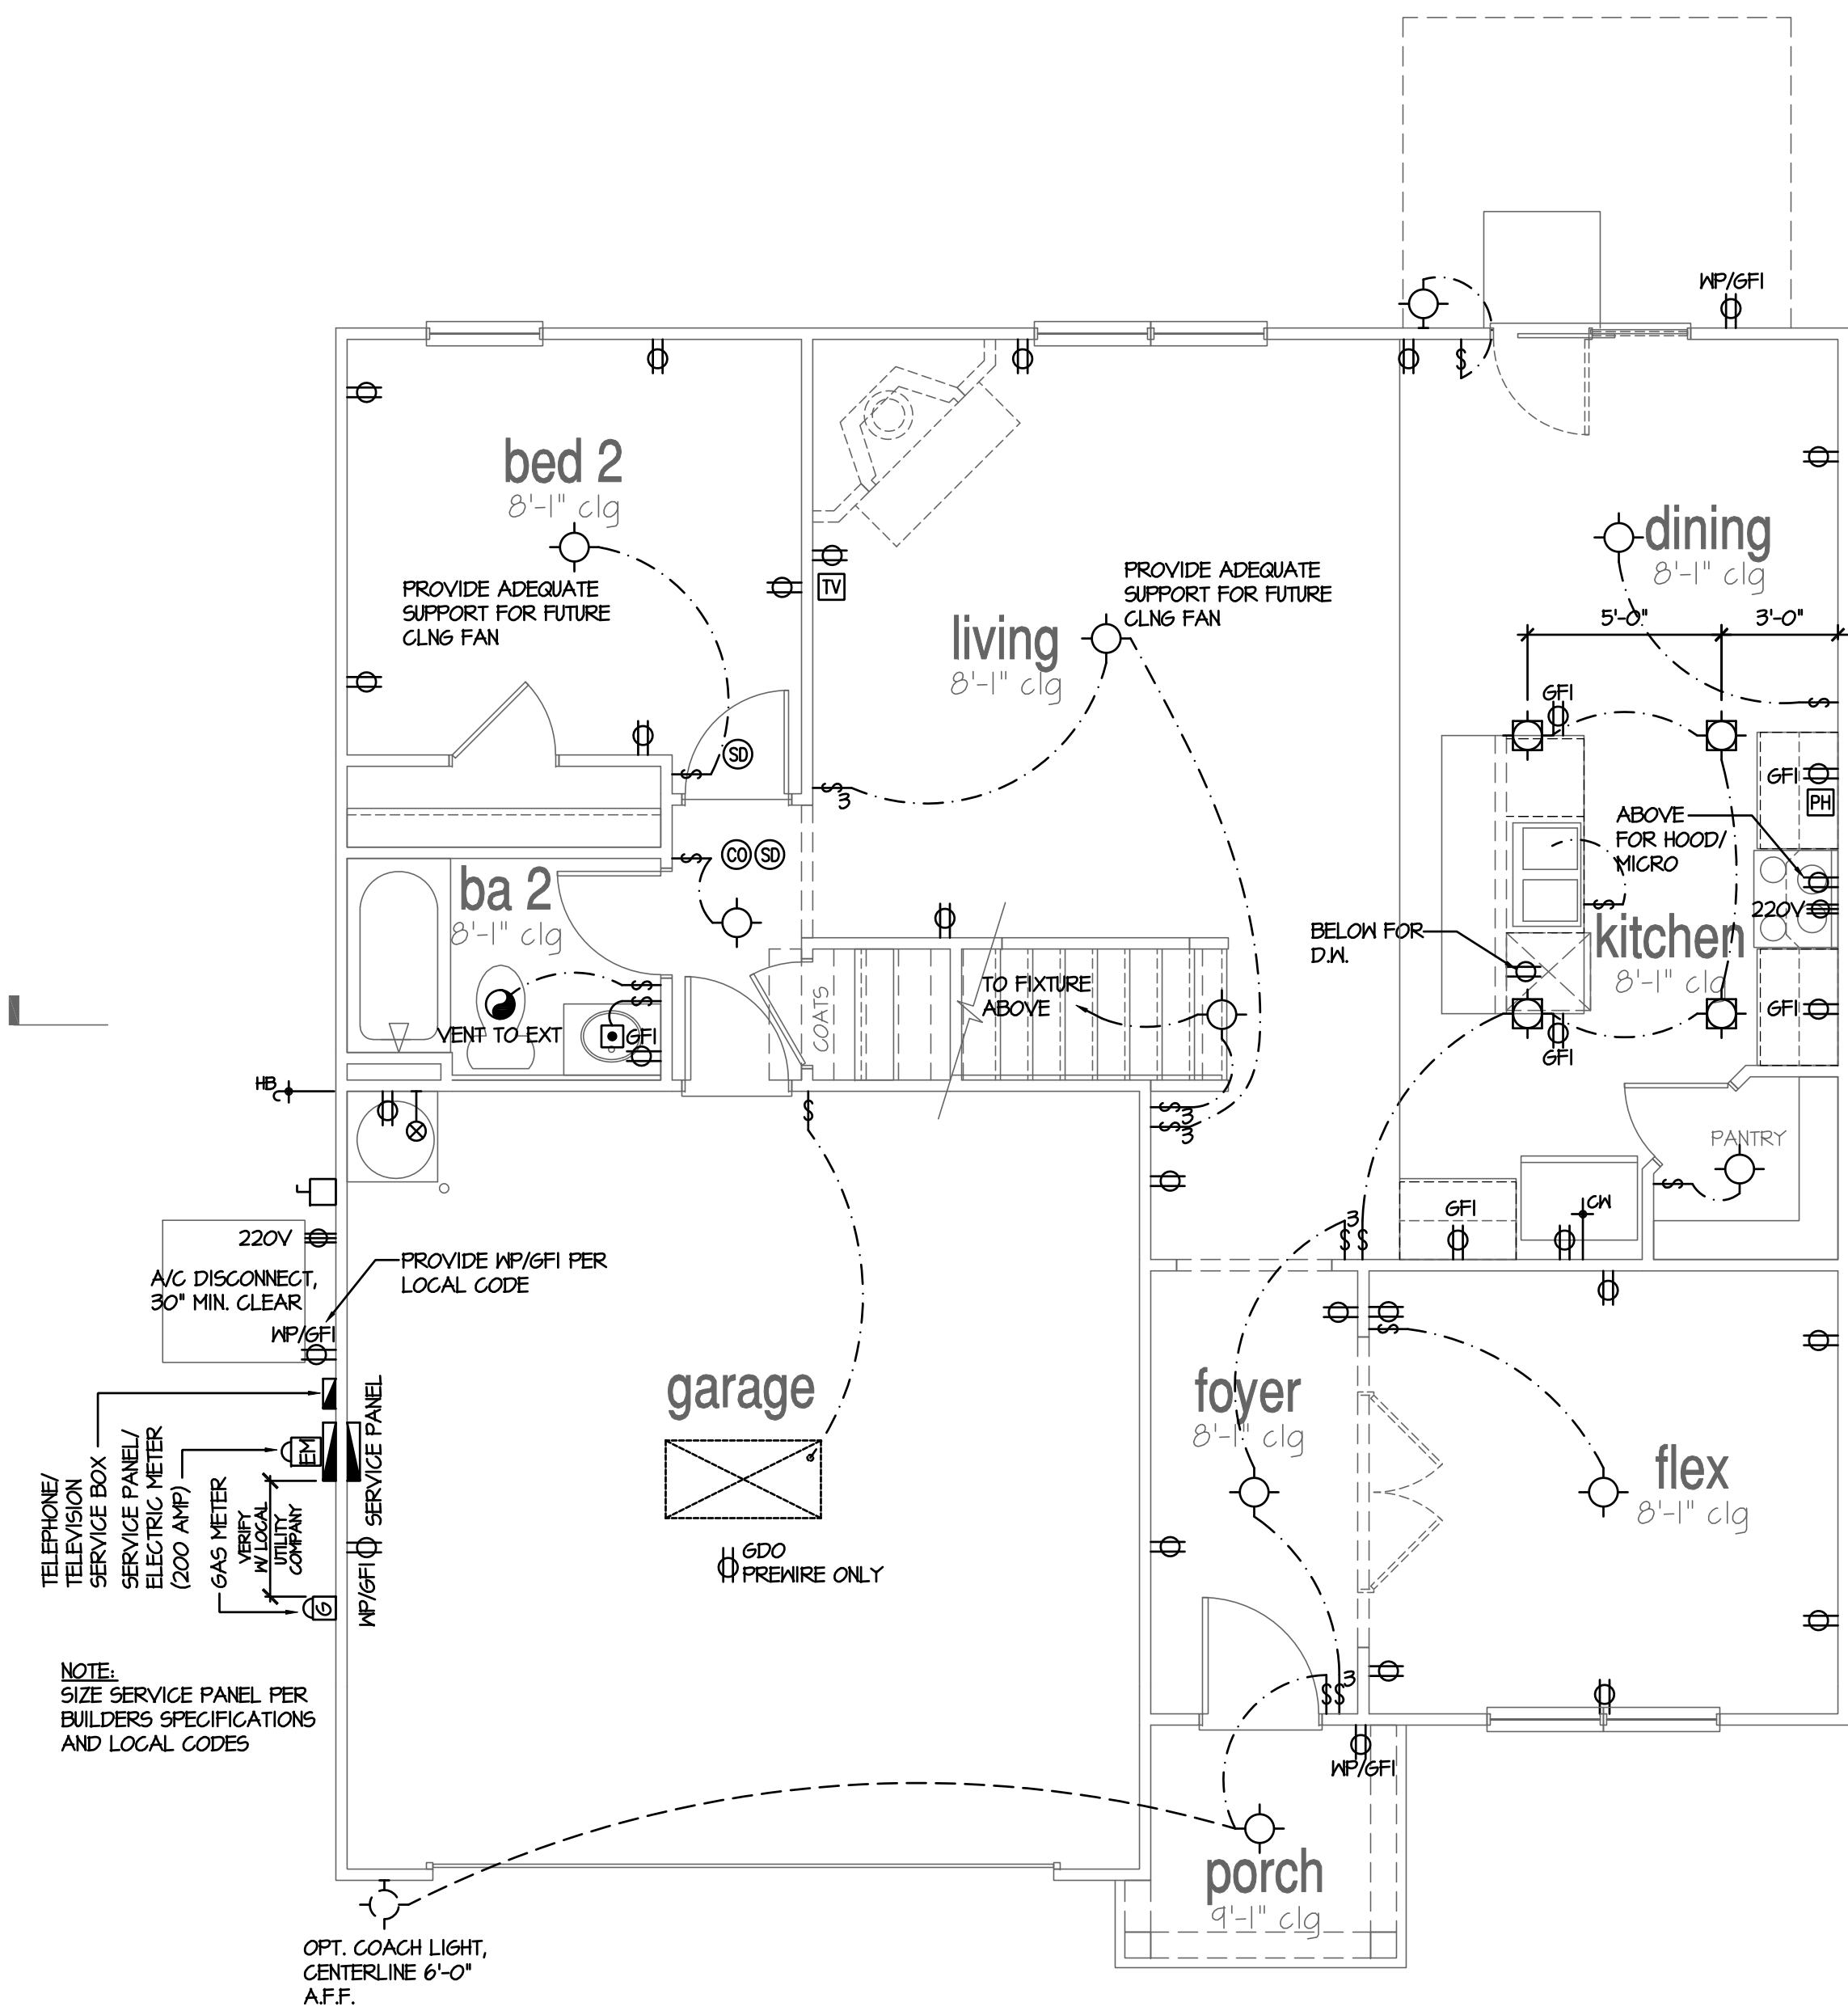 WP/GFI
bed 2
8'-1" clg
PROVIDE ADEQUATE
SUPPORT FOR FUTURE
CLNG FAN
TV
living
8'-1" clg
PROVIDE ADEQUATE
SUPPORT FOR FUTURE
CLNG FAN
dining
8'-1" clg
5'-0"
3'-0"
S
S
GFI
S
SD
S
3
GFI
PH
ABOVE
FOR HOOD/
MICRO
S
CO
SD
ba 2
8'-1" clg
S
220V
BELOW FOR
D.W.
kitchen
8'-1" clg
TO FIXTURE
ABOVE
COATS
S
S
VENT TO EXT
GFI
GFI
GFI
HB
S
S
3
S
3
PANTRY
S
3
S
S
GFI
CW
220V
A/C DISCONNECT,
30" MIN. CLEAR
PROVIDE WP/GFI PER
LOCAL CODE
WP/GFI
S
garage
foyer
8'-1" clg
flex
8'-1" clg
SERVICE PANEL
EM
TELEPHONE/
TELEVISION
SERVICE BOX
SERVICE PANEL/
ELECTRIC METER
(200 AMP)
GAS METER
VERIFY
W/ LOCAL
UTILITY
COMPANY
G
WP/GFI
GDO
PREWIRE ONLY
NOTE:
SIZE SERVICE PANEL PER
BUILDERS SPECIFICATIONS
AND LOCAL CODES
S
S
3
WP/GFI
porch
9'-1" clg
OPT. COACH LIGHT,
CENTERLINE 6'-0"
A.F.F.